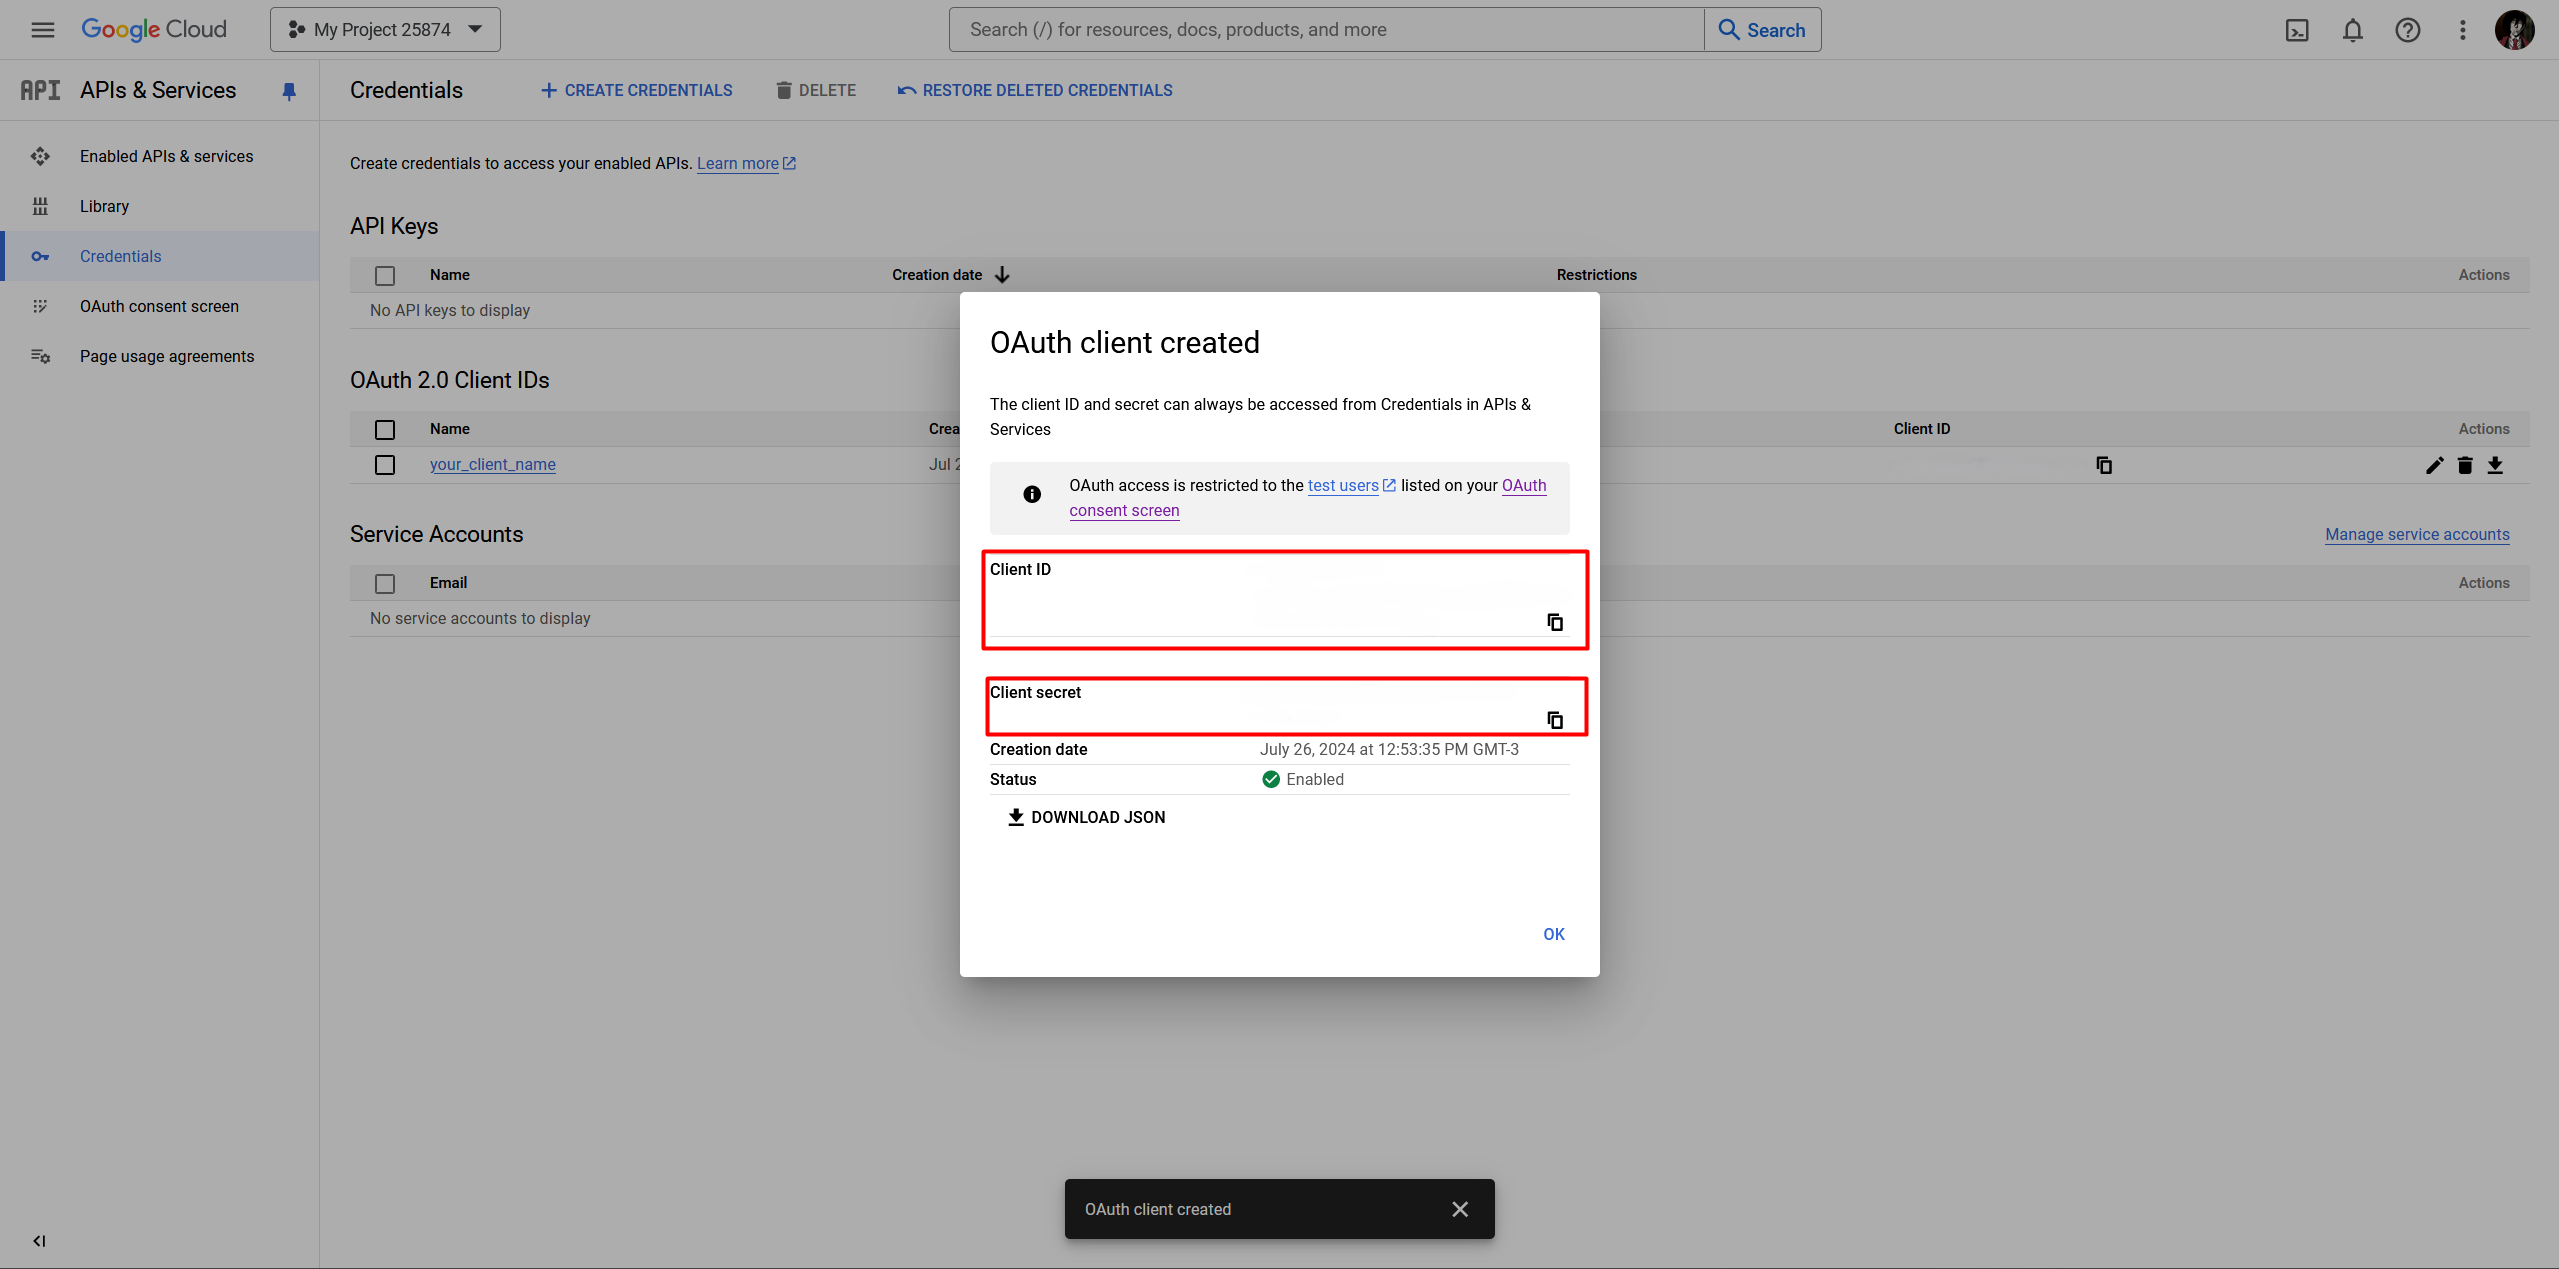 Google Cloud
My Project 25874
Search (/) for resources, docs, products, and more
Search
API
APIs & Services
Credentials
CREATE CREDENTIALS
DELETE
RESTORE DELETED CREDENTIALS
Enabled APIs & services
Library
Credentials
OAuth consent screen
Page usage agreements
Create credentials to access your enabled APIs. Learn more
API Keys
Name Creation date Restrictions Actions
No API keys to display
OAuth 2.0 Client IDs
Name Crea Client ID Actions
your_client_name Jul 2
Service Accounts
Manage service accounts
Email Actions
No service accounts to display
OAuth client created
The client ID and secret can always be accessed from Credentials in APIs &
Services
OAuth access is restricted to the test users listed on your OAuth
consent screen
Client ID
Client secret
Creation date July 26, 2024 at 12:53:35 PM GMT-3
Status Enabled
DOWNLOAD JSON
OK
OAuth client created